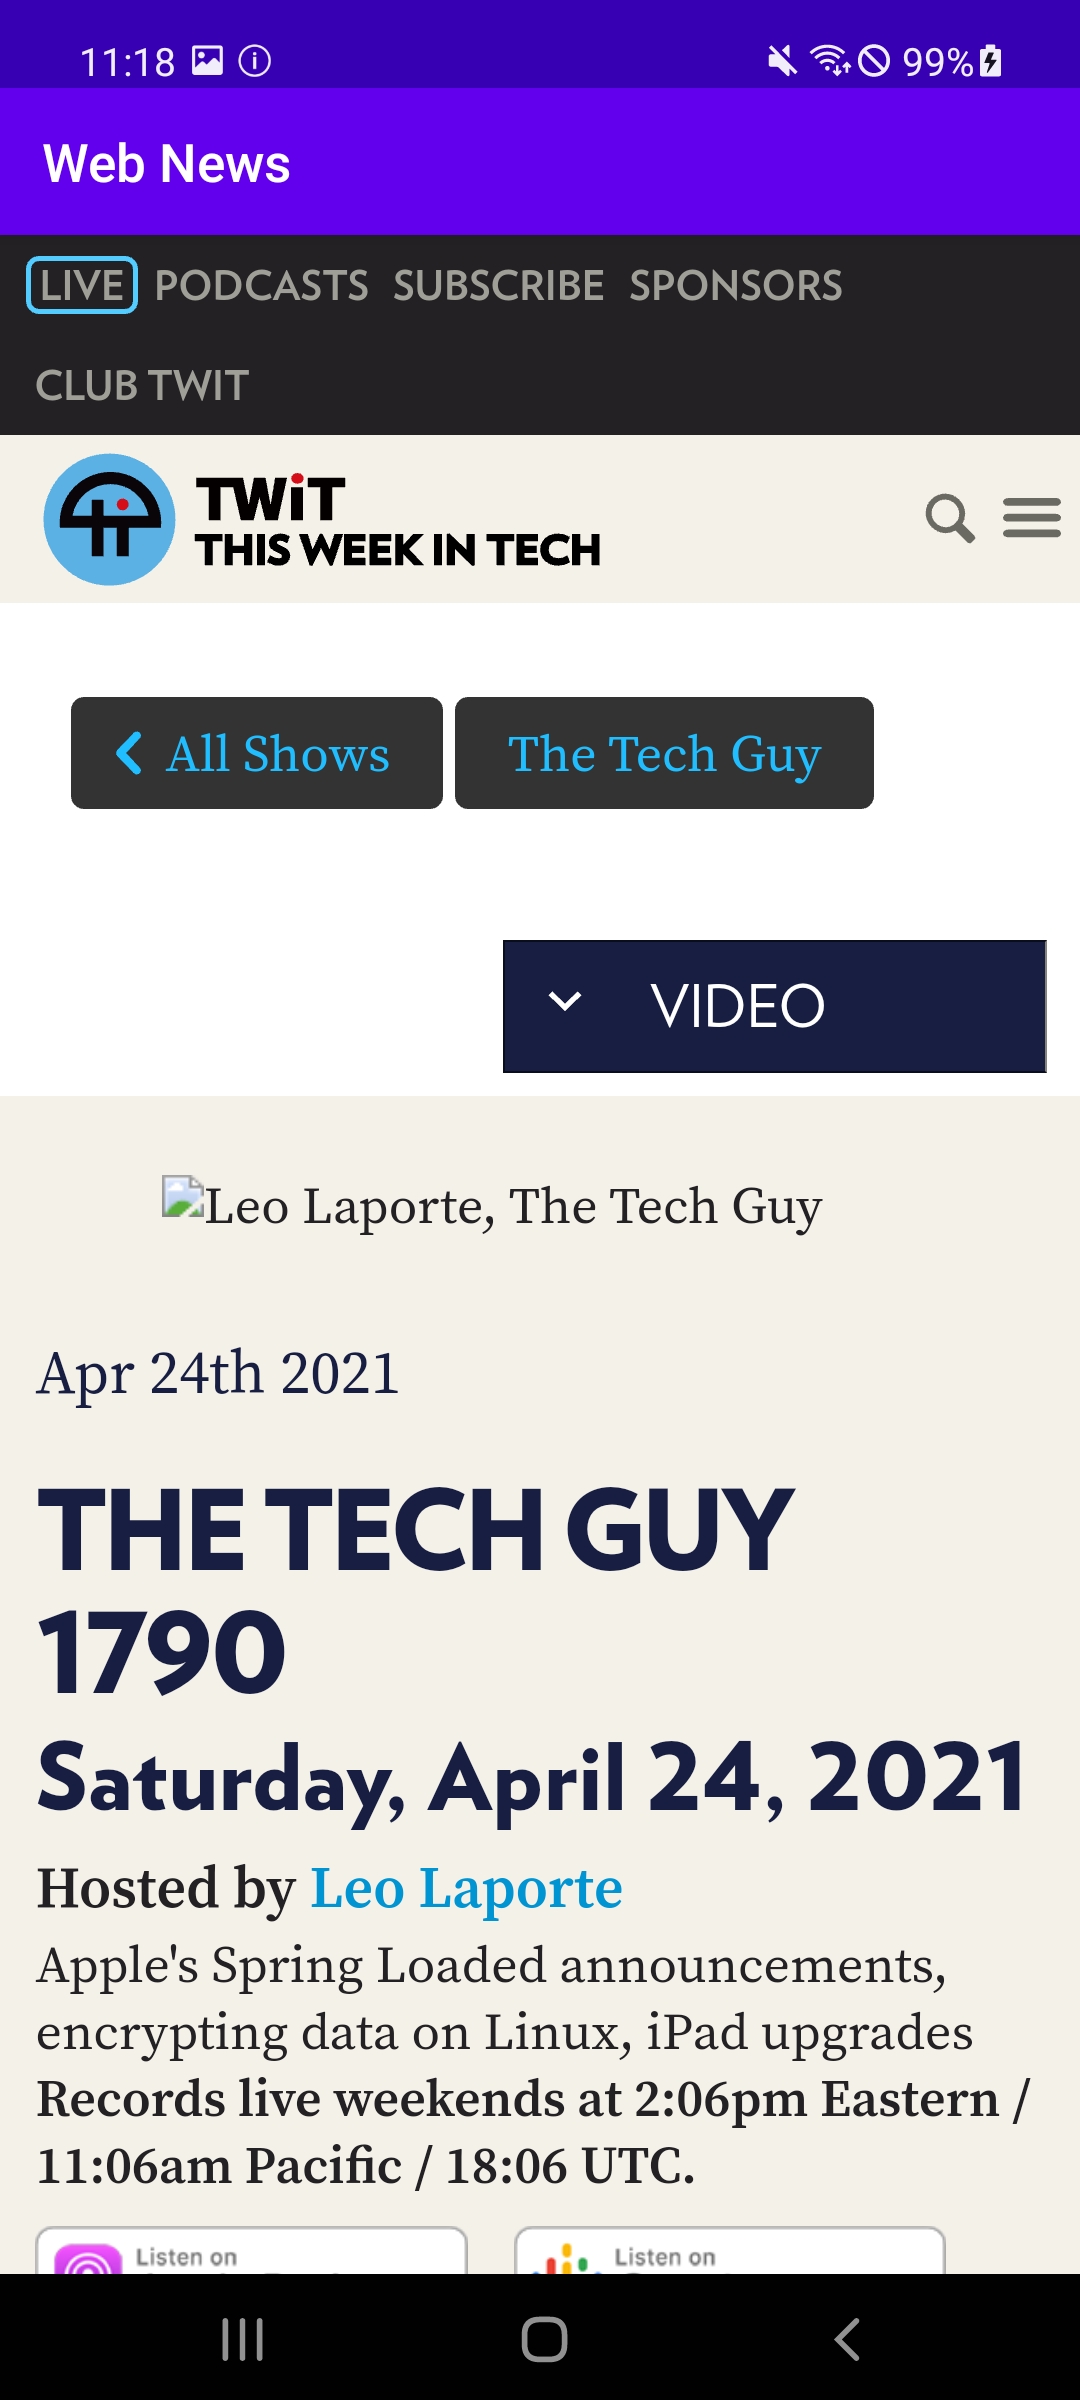 11:18 99%
Web News
LIVE PODCASTS SUBSCRIBE SPONSORS
CLUB TWIT
TWiT
THIS WEEK IN TECH
All Shows The Tech Guy
VIDEO
Leo Laporte, The Tech Guy
Apr 24th 2021
THE TECH GUY
1790
Saturday, April 24, 2021
Hosted by Leo Laporte
Apple's Spring Loaded announcements,
encrypting data on Linux, iPad upgrades
Records live weekends at 2:06pm Eastern /
11:06am Pacific / 18:06 UTC.
Listen on Listen on